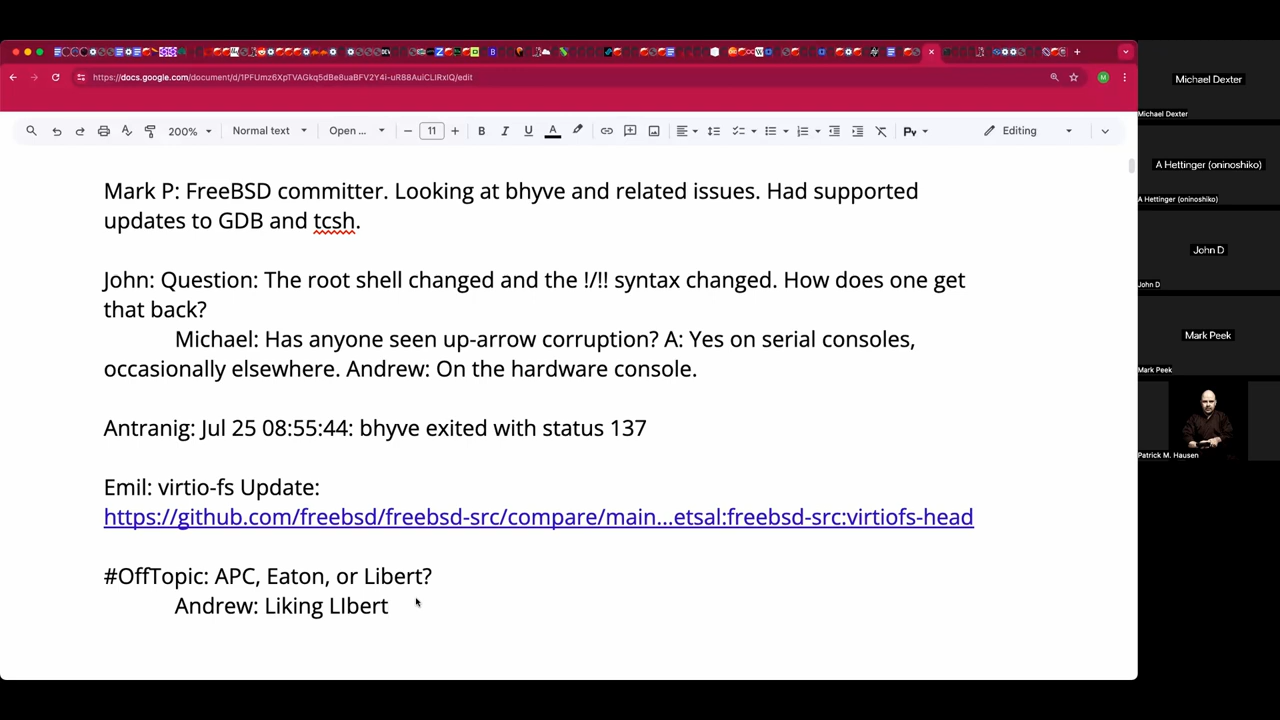 https://docs.google.com/document/d/1PFUmz6XpTVAGkq5dBe8uaBFV2Y4i-uR88AuiCLIRxIQ/edit
200% Normal text Open ... 11 B I U A Editing
Mark P: FreeBSD committer. Looking at bhyve and related issues. Had supported
updates to GDB and tcsh.
John: Question: The root shell changed and the !/!! syntax changed. How does one get
that back?
Michael: Has anyone seen up-arrow corruption? A: Yes on serial consoles,
occasionally elsewhere. Andrew: On the hardware console.
Antranig: Jul 25 08:55:44: bhyve exited with status 137
Emil: virtio-fs Update:
https://github.com/freebsd/freebsd-src/compare/main...etsal:freebsd-src:virtiofs-head
#OffTopic: APC, Eaton, or Libert?
Andrew: Liking LIbert
Michael Dexter
Michael Dexter
A Hettinger (oninoshiko)
A Hettinger (oninoshiko)
John D
John D
Mark Peek
Mark Peek
Patrick M. Hausen